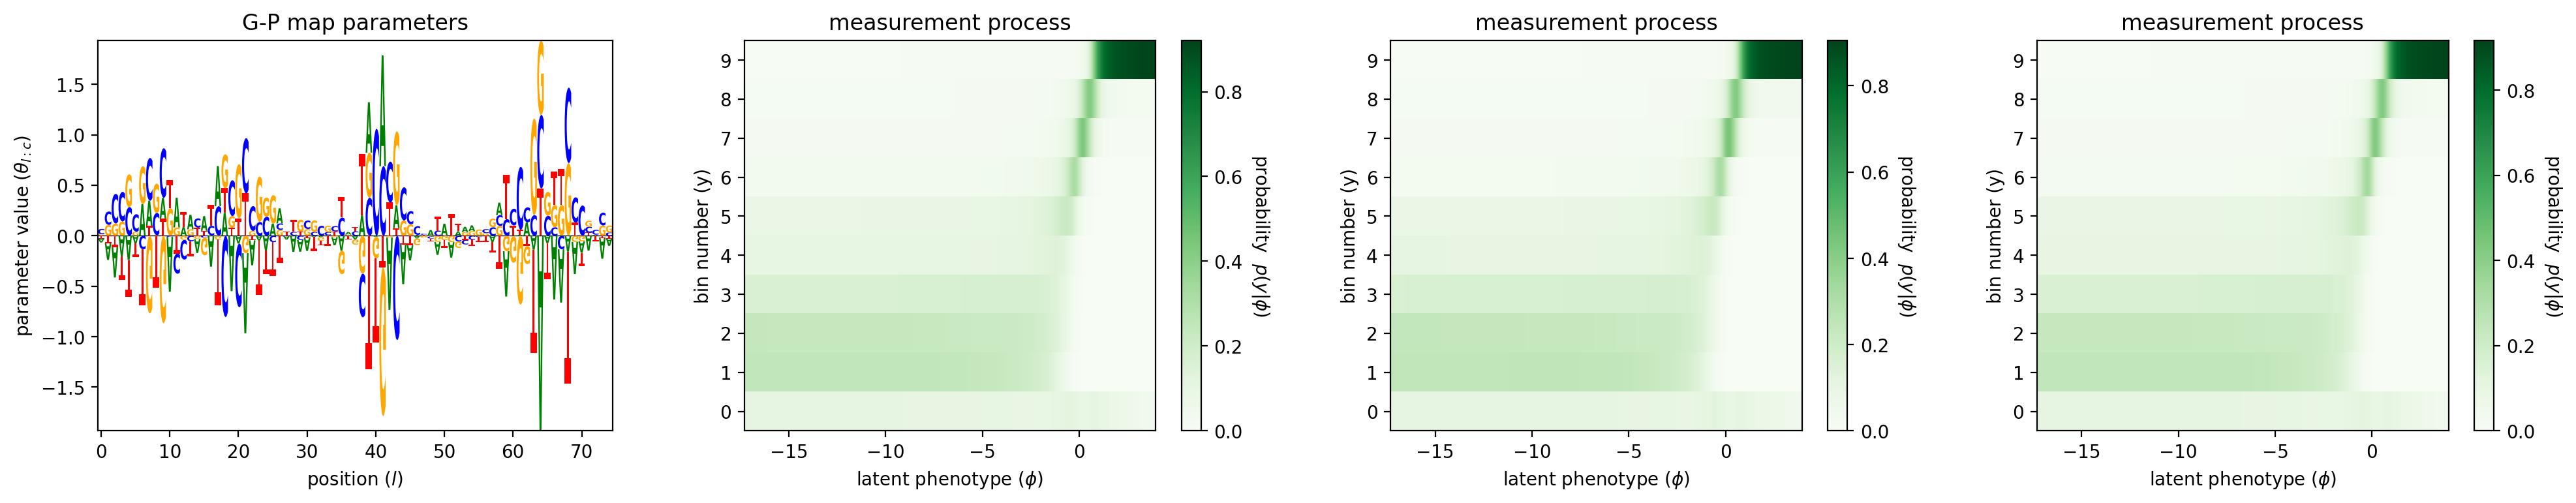 G-P map parameters
parameter value (θl:c)
1.5
1.0
0.5
0.0
−0.5
−1.0
−1.5
0 10 20 30 40 50 60 70
position (l)
measurement process
bin number (y)
9
8
7
6
5
4
3
2
1
0
−15 −10 −5 0
latent phenotype (ϕ)
0.8
0.6
0.4
0.2
0.0
probability p(y|ϕ)
measurement process
bin number (y)
9
8
7
6
5
4
3
2
1
0
−15 −10 −5 0
latent phenotype (ϕ)
0.8
0.6
0.4
0.2
0.0
probability p(y|ϕ)
measurement process
bin number (y)
9
8
7
6
5
4
3
2
1
0
−15 −10 −5 0
latent phenotype (ϕ)
0.8
0.6
0.4
0.2
0.0
probability p(y|ϕ)